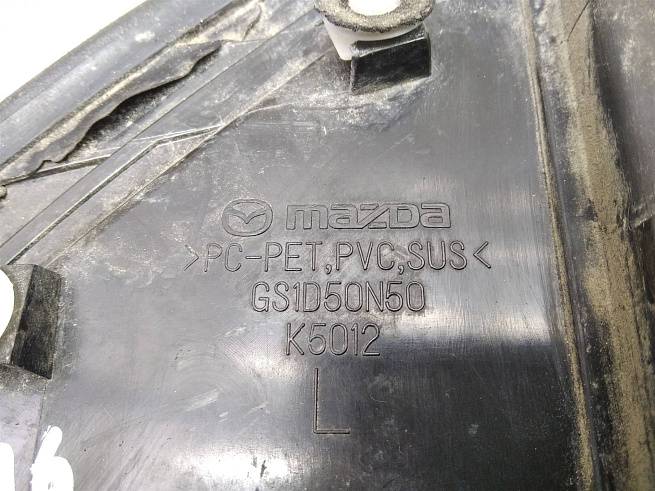 mazda
>PC-PET,PVC,SUS<
GS1D50N50
K5012
L